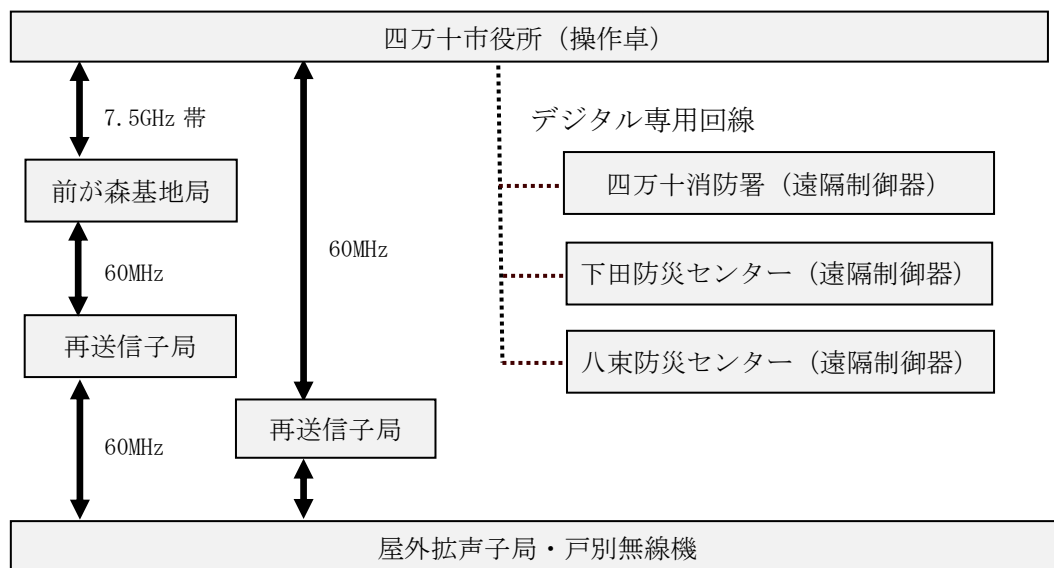 四万十市役所（操作卓）
7.5GHz 帯
デジタル専用回線
前が森基地局
四万十消防署（遠隔制御器）
60MHz
60MHz
下田防災センター（遠隔制御器）
再送信子局
八束防災センター（遠隔制御器）
再送信子局
60MHz
屋外拡声子局・戸別無線機